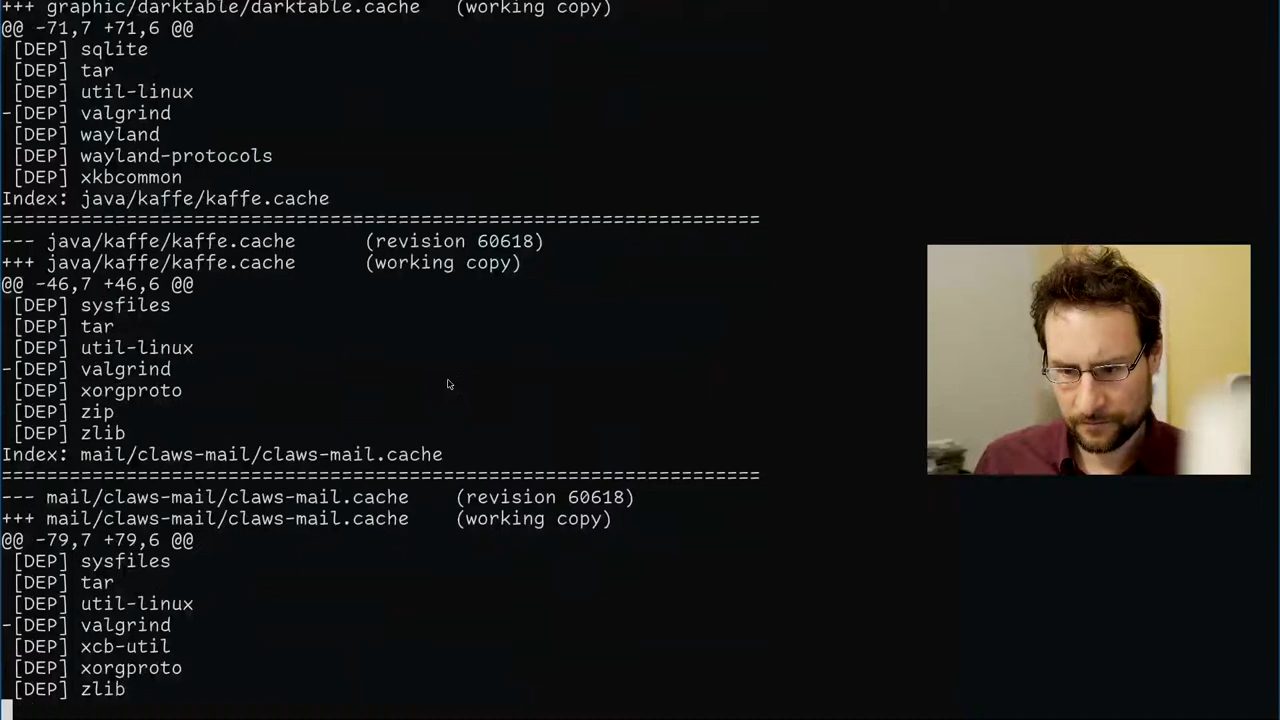 +++ graphic/darktable/darktable.cache   (working copy)
@@ -71,7 +71,6 @@
 [DEP] sqlite
 [DEP] tar
 [DEP] util-linux
-[DEP] valgrind
 [DEP] wayland
 [DEP] wayland-protocols
 [DEP] xkbcommon
Index: java/kaffe/kaffe.cache
===================================================================
--- java/kaffe/kaffe.cache      (revision 60618)
+++ java/kaffe/kaffe.cache      (working copy)
@@ -46,7 +46,6 @@
 [DEP] sysfiles
 [DEP] tar
 [DEP] util-linux
-[DEP] valgrind
 [DEP] xorgproto
 [DEP] zip
 [DEP] zlib
Index: mail/claws-mail/claws-mail.cache
===================================================================
--- mail/claws-mail/claws-mail.cache    (revision 60618)
+++ mail/claws-mail/claws-mail.cache    (working copy)
@@ -79,7 +79,6 @@
 [DEP] sysfiles
 [DEP] tar
 [DEP] util-linux
-[DEP] valgrind
 [DEP] xcb-util
 [DEP] xorgproto
 [DEP] zlib